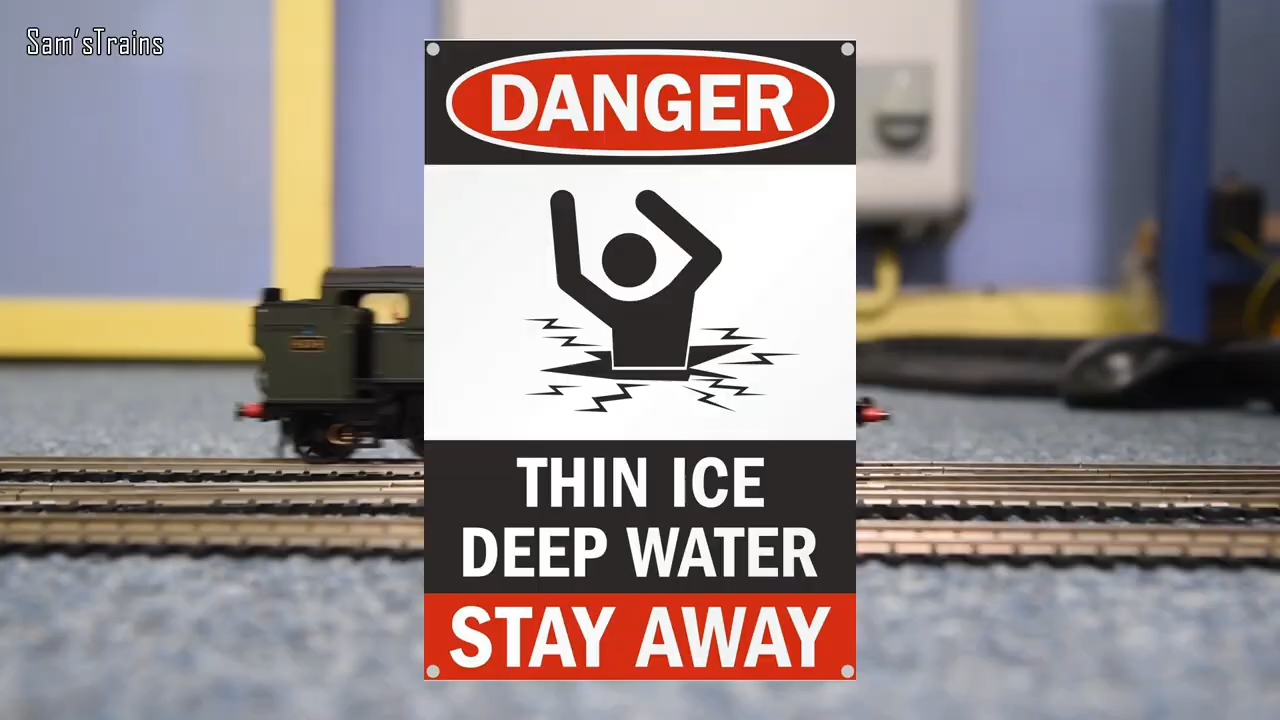 Sam'sTrains
DANGER
THIN ICE
DEEP WATER
STAY AWAY